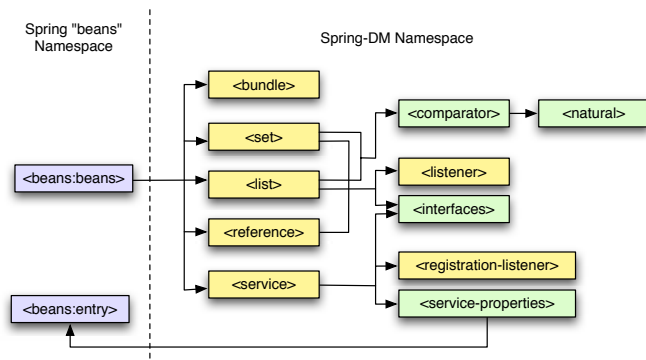 Spring "beans"
Namespace
Spring-DM Namespace
<bundle>
<set>
<comparator>
<natural>
<beans:beans>
<list>
<listener>
<interfaces>
<reference>
<registration-listener>
<service>
<beans:entry>
<service-properties>